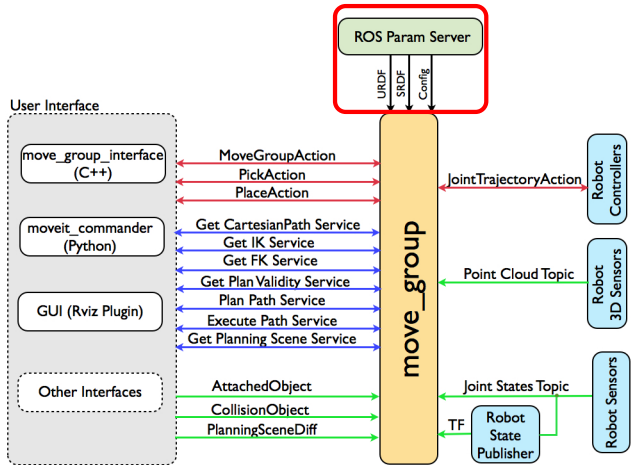 ROS Param Server
URDF
SRDF
Config
User Interface
move_group_interface
(C++)
moveit_commander
(Python)
GUI (Rviz Plugin)
Other Interfaces
MoveGroupAction
PickAction
PlaceAction
Get CartesianPath Service
Get IK Service
Get FK Service
Get Plan Validity Service
Plan Path Service
Execute Path Service
Get Planning Scene Service
AttachedObject
CollisionObject
PlanningSceneDiff
move_group
JointTrajectoryAction
Robot
Controllers
Point Cloud Topic
Robot
3D Sensors
Joint States Topic
TF
Robot
State
Publisher
Robot Sensors